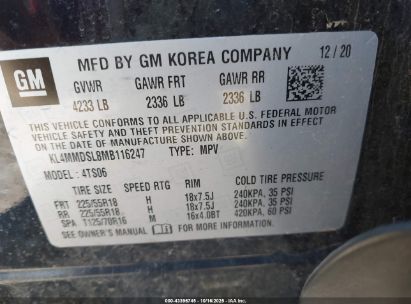 GM
MFD BY GM KOREA COMPANY 12/20
GVWR GAWR FRT GAWR RR
4233 LB 2336 LB 2336 LB
THIS VEHICLE CONFORMS TO ALL APPLICABLE U.S. FEDERAL MOTOR
VEHICLE SAFETY AND THEFT PREVENTION STANDARDS IN EFFECT
ON THE DATE OF MANUFACTURE SHOWN ABOVE.
KL4MMDSL8MB116247 TYPE: MPV
MODEL: 4TS06
TIRE SIZE SPEED RTG RIM COLD TIRE PRESSURE
FRT 225/55R18 H 18x7.5J 240KPA, 35 PSI
RR 225/55R18 H 18x7.5J 240KPA, 35 PSI
SPA T125/70R16 M 16x4.0BT 420KPA, 60 PSI
SEE OWNER'S MANUAL FOR ADDITIONAL INFORMATION